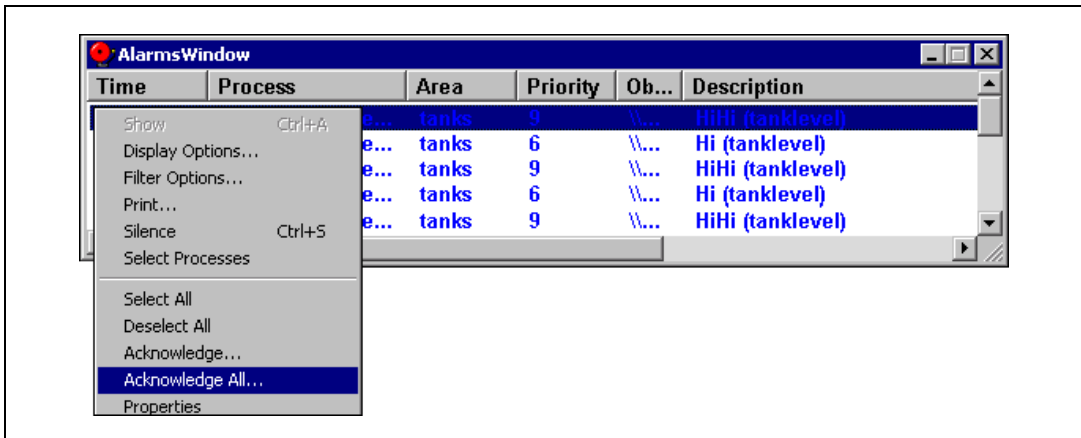 AlarmsWindow
Time Process Area Priority Ob... Description
e... tanks 9 \\... HiHi (tanklevel)
e... tanks 6 \\... Hi (tanklevel)
e... tanks 9 \\... HiHi (tanklevel)
e... tanks 6 \\... Hi (tanklevel)
e... tanks 9 \\... HiHi (tanklevel)
Show Ctrl+A
Display Options...
Filter Options...
Print...
Silence Ctrl+S
Select Processes
Select All
Deselect All
Acknowledge...
Acknowledge All...
Properties